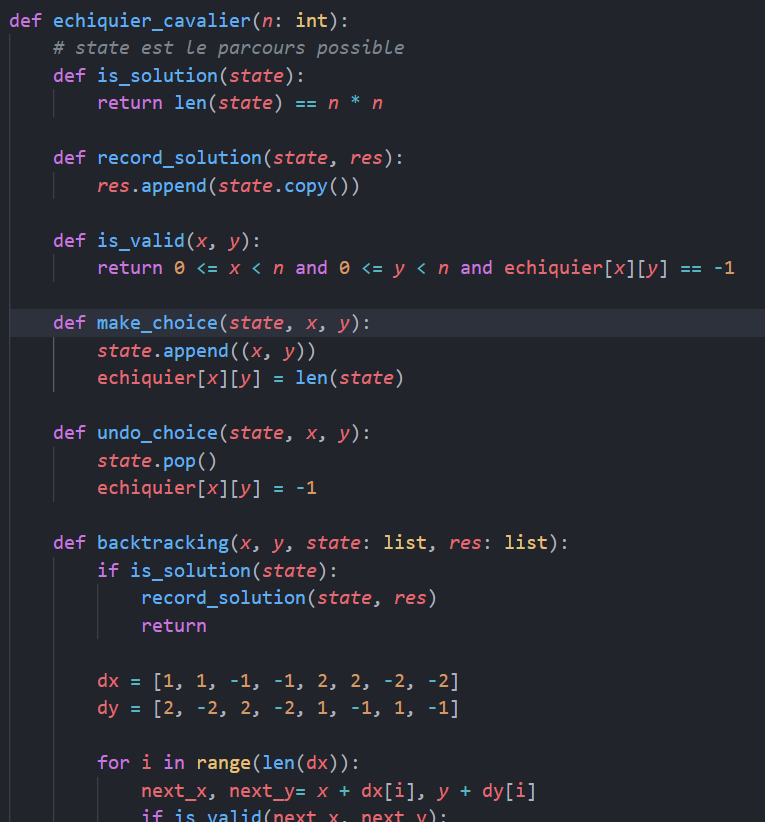 def echiquier_cavalier(n: int):
    # state est le parcours possible
    def is_solution(state):
        return len(state) == n * n

    def record_solution(state, res):
        res.append(state.copy())

    def is_valid(x, y):
        return 0 <= x < n and 0 <= y < n and echiquier[x][y] == -1

    def make_choice(state, x, y):
        state.append((x, y))
        echiquier[x][y] = len(state)

    def undo_choice(state, x, y):
        state.pop()
        echiquier[x][y] = -1

    def backtracking(x, y, state: list, res: list):
        if is_solution(state):
            record_solution(state, res)
            return

        dx = [1, 1, -1, -1, 2, 2, -2, -2]
        dy = [2, -2, 2, -2, 1, -1, 1, -1]

        for i in range(len(dx)):
            next_x, next_y= x + dx[i], y + dy[i]
            if is_valid(next_x, next_y):